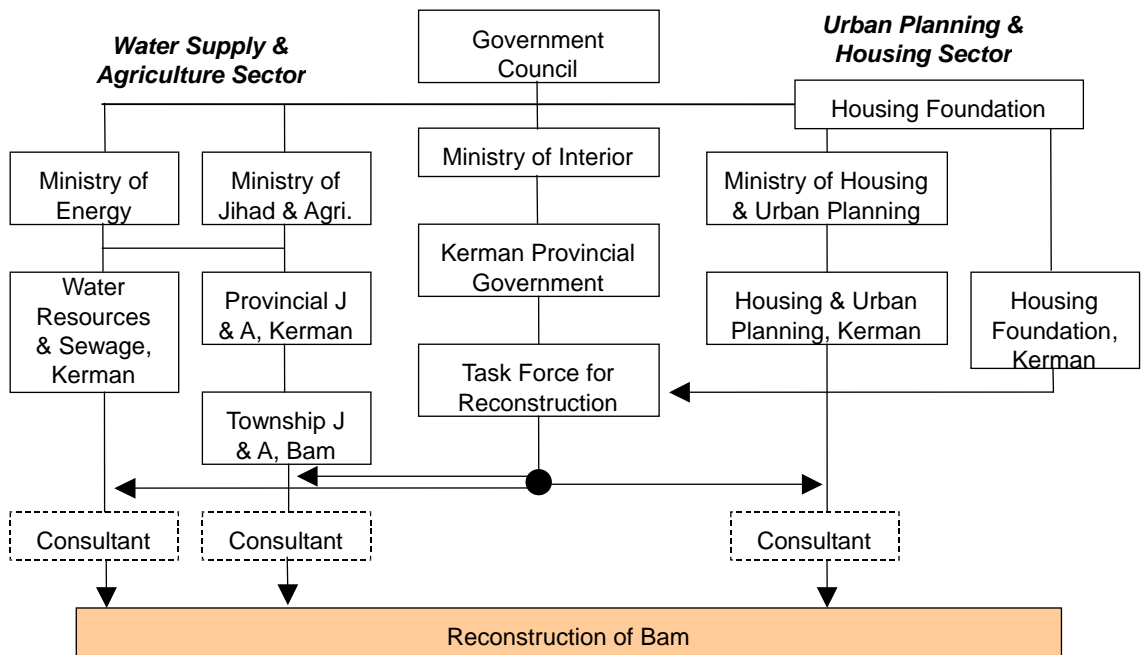 Water Supply &
Agriculture Sector
Government
Council
Urban Planning &
Housing Sector
Housing Foundation
Ministry of
Energy
Ministry of
Jihad & Agri.
Ministry of Interior
Ministry of Housing
& Urban Planning
Kerman Provincial
Government
Water
Resources
& Sewage,
Kerman
Provincial J
& A, Kerman
Housing & Urban
Planning, Kerman
Housing
Foundation,
Kerman
Task Force for
Reconstruction
Township J
& A, Bam
Consultant
Consultant
Consultant
Reconstruction of Bam